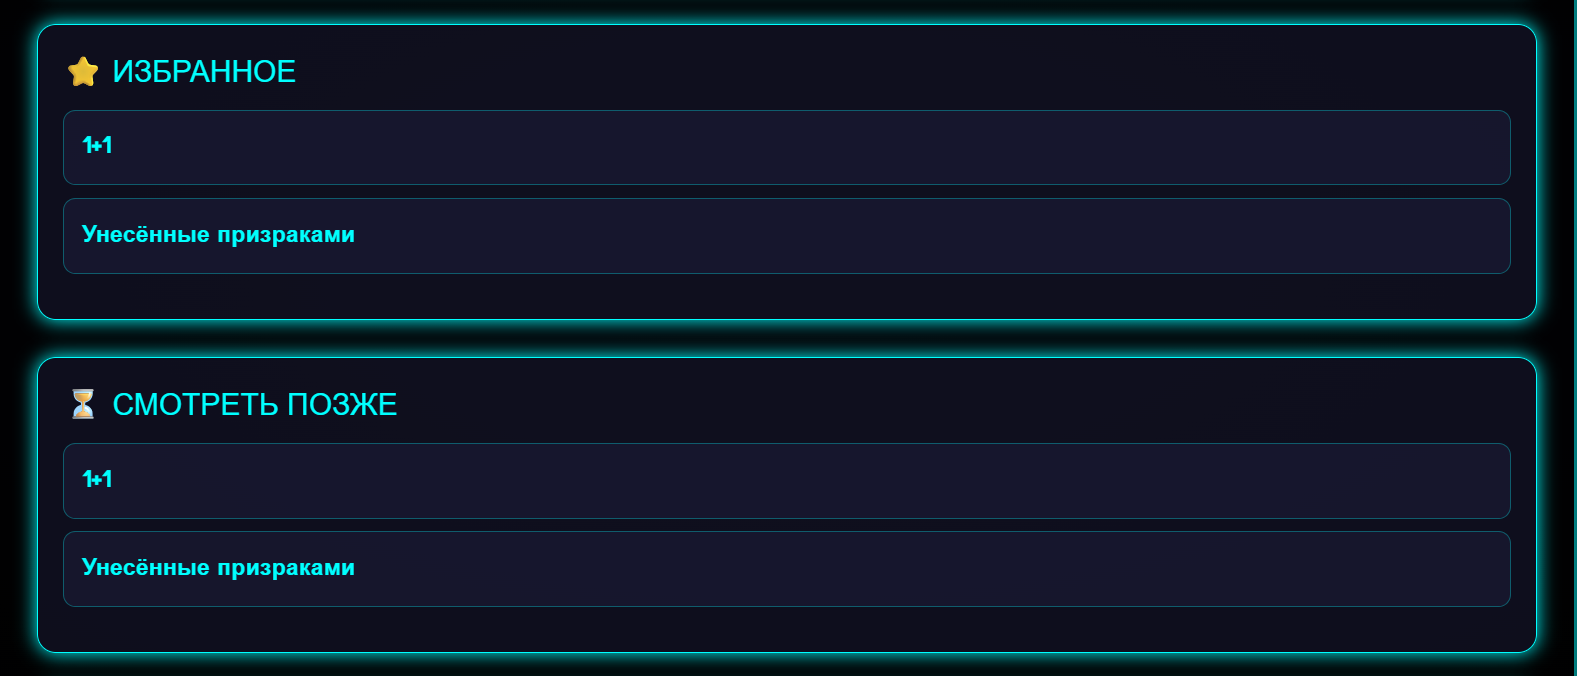 ИЗБРАННОЕ
1+1
Унесённые призраками
СМОТРЕТЬ ПОЗЖЕ
1+1
Унесённые призраками